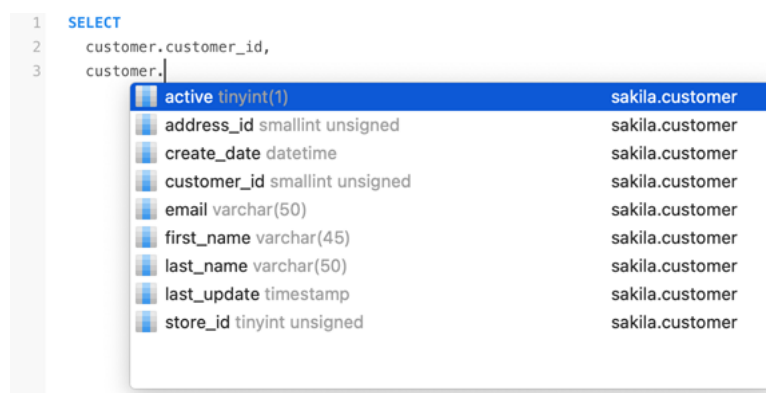 1 SELECT
2 customer.customer_id,
3 customer.
active tinyint(1) sakila.customer
address_id smallint unsigned sakila.customer
create_date datetime sakila.customer
customer_id smallint unsigned sakila.customer
email varchar(50) sakila.customer
first_name varchar(45) sakila.customer
last_name varchar(50) sakila.customer
last_update timestamp sakila.customer
store_id tinyint unsigned sakila.customer